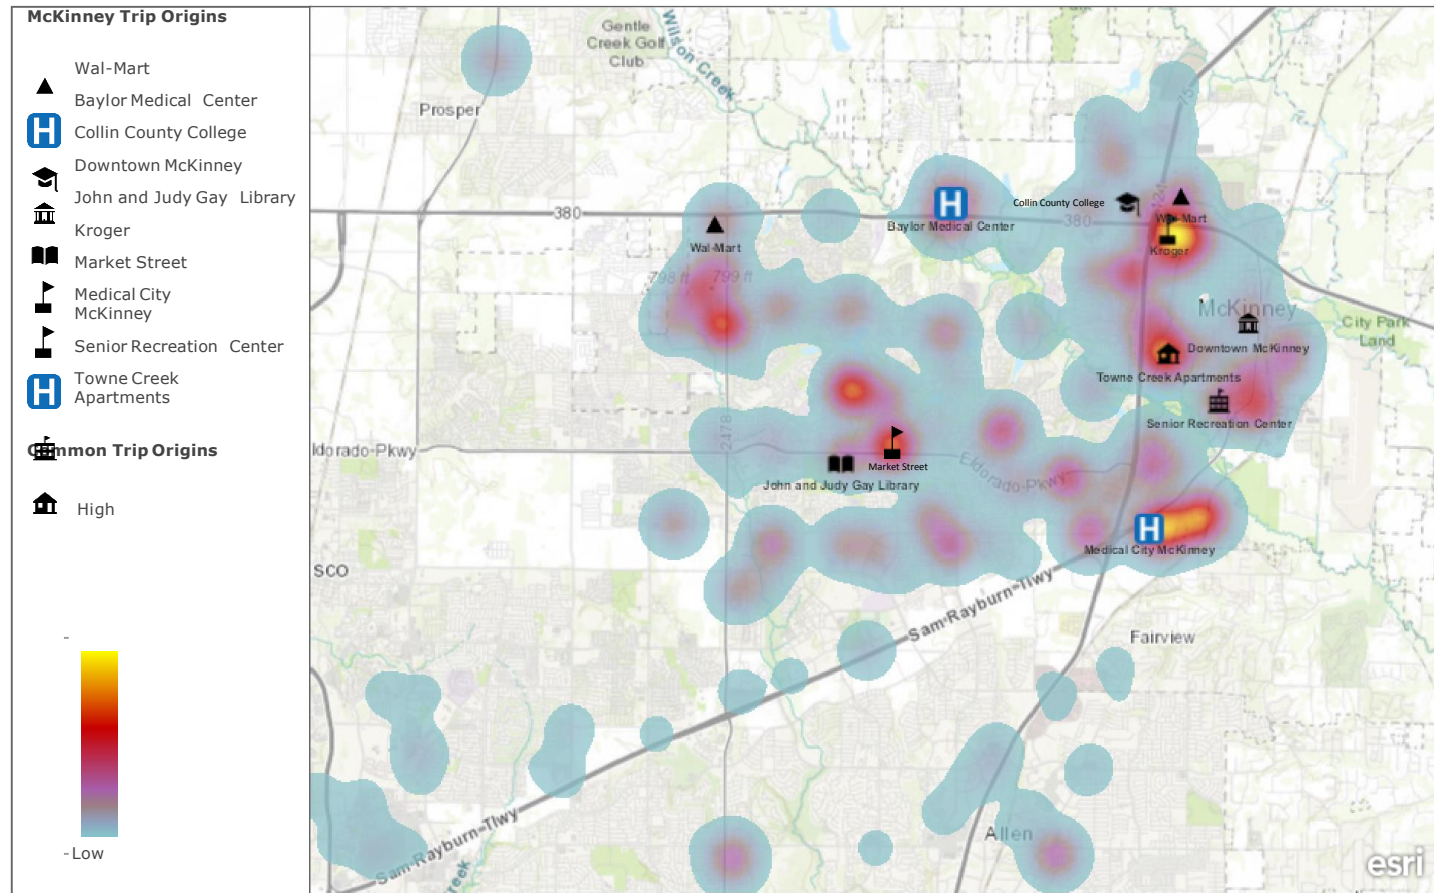 McKinney Trip Origins
Wal-Mart
Baylor Medical Center
Collin County College
Downtown McKinney
John and Judy Gay Library
Kroger
Market Street
Medical City
McKinney
Senior Recreation Center
Towne Creek
Apartments
Common Trip Origins
High
-
-Low
Gentle
Creek Golf
Club
Wilson Creek
Prosper
75
380
Wal-Mart
Baylor Medical Center
Collin County College
380
Wal-Mart
Kroger
798 ft
799 ft
McKinney
City Park
Land
Downtown McKinney
Towne Creek Apartments
Senior Recreation Center
2478
ldorado-Pkwy
Market Street
John and Judy Gay Library
Eldorado-Pkwy
Medical City McKinney
SCO
Sam-Rayburn-Tlwy
Fairview
Sam-Rayburn-Tlwy
Allen
reek
esri